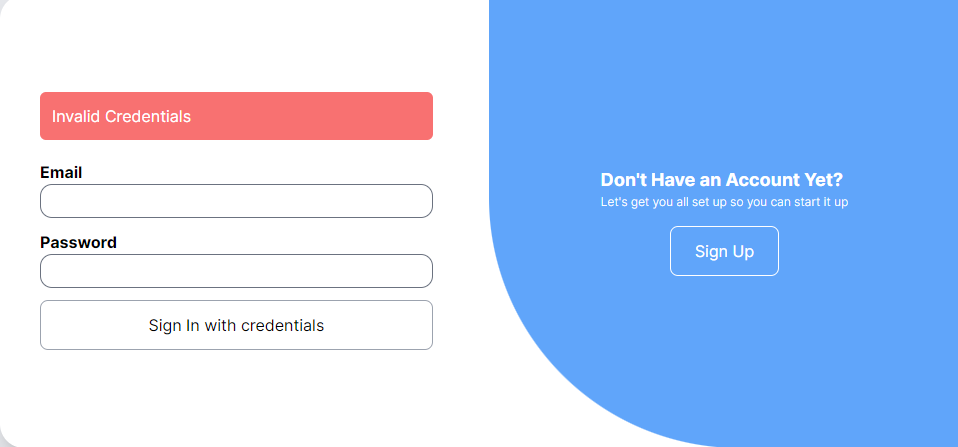 Invalid Credentials
Email
Password
Sign In with credentials
Don't Have an Account Yet?
Let's get you all set up so you can start it up
Sign Up